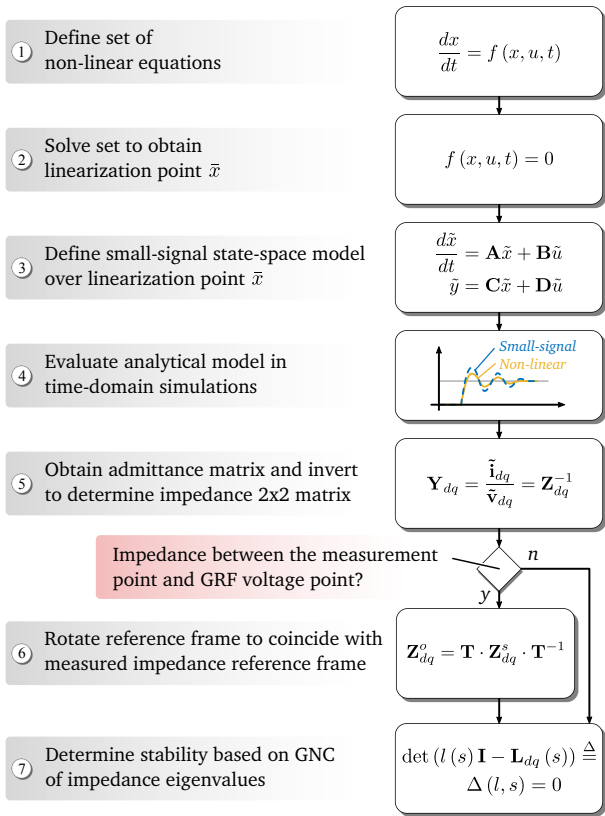 1
Define set of
non-linear equations
dx/dt = f (x, u, t)
2
Solve set to obtain
linearization point x̄
f (x, u, t) = 0
3
Define small-signal state-space model
over linearization point x̄
dx̃/dt = Ax̃ + Bũ
ỹ = Cx̃ + Dũ
4
Evaluate analytical model in
time-domain simulations
Small-signal
Non-linear
5
Obtain admittance matrix and invert
to determine impedance 2x2 matrix
Y_dq = ĩ_dq/ṽ_dq = Z_dq^−1
Impedance between the measurement
point and GRF voltage point?
n
y
6
Rotate reference frame to coincide with
measured impedance reference frame
Z_dq^o = T · Z_dq^s · T^−1
7
Determine stability based on GNC
of impedance eigenvalues
det (l (s) I − L_dq (s)) ≜
Δ (l, s) = 0